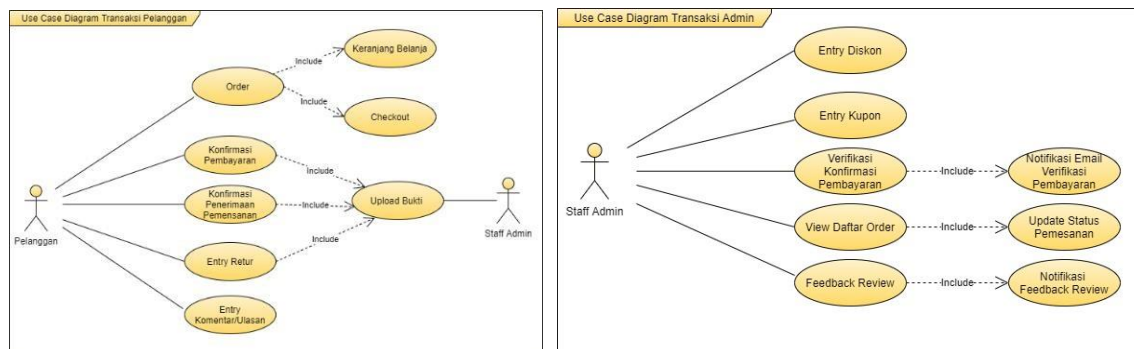 Use Case Diagram Transaksi Pelanggan
Keranjang Belanja
Include
Order
Include
Checkout
Konfirmasi
Pembayaran
Include
Konfirmasi
Penerimaan
Pemensanan
Include
Upload Bukti
Pelanggan
Staff Admin
Include
Entry Retur
Entry
Komentar/Ulasan
Use Case Diagram Transaksi Admin
Entry Diskon
Entry Kupon
Staff Admin
Verifikasi
Konfirmasi
Pembayaran
Include
Notifikasi Email
Verifikasi
Pembayaran
View Daftar Order
Include
Update Status
Pemesanan
Feedback Review
Include
Notifikasi
Feedback Review